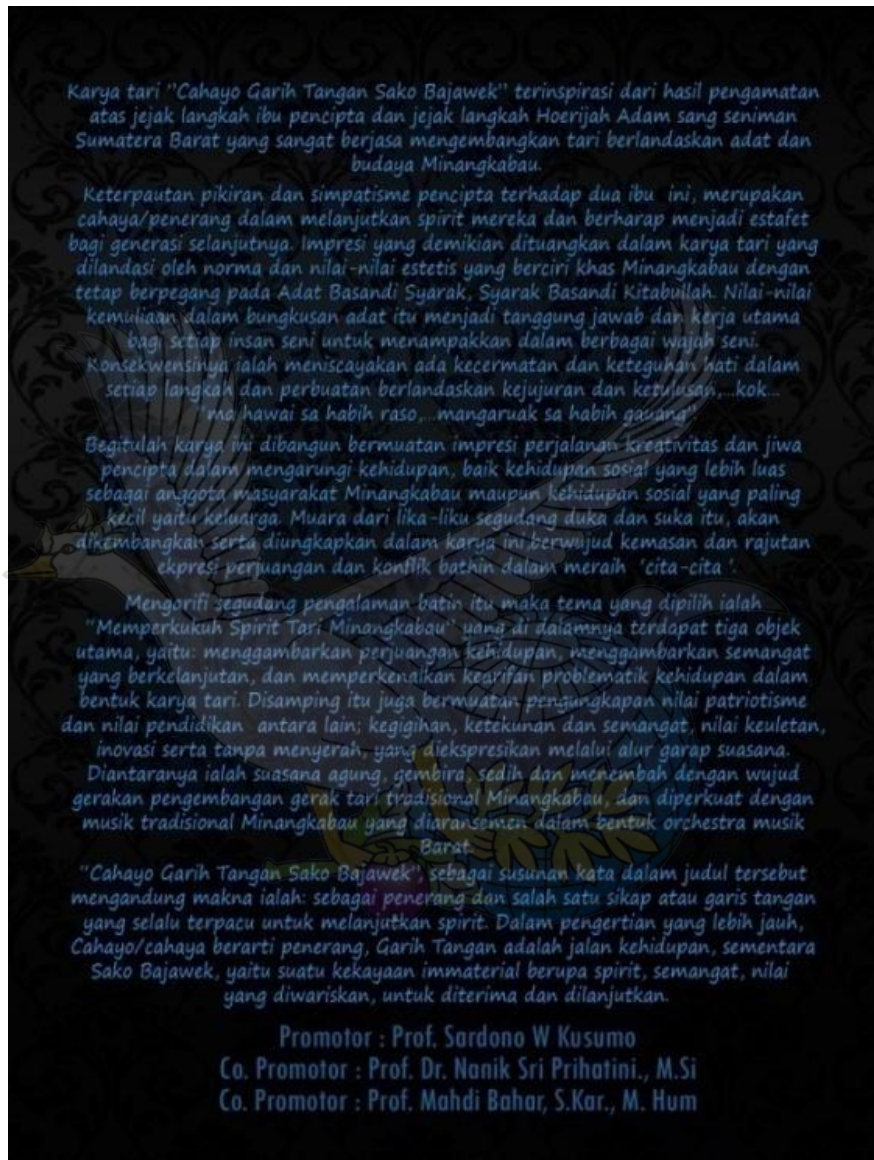 Karya tari "Cahayo Garih Tangan Sako Bajawek" terinspirasi dari hasil pengamatan
atas jejak langkah ibu pencipta dan jejak langkah Hoerijah Adam sang seniman
Sumatera Barat yang sangat berjasa mengembangkan tari berlandaskan adat dan
budaya Minangkabau.
Keterpautan pikiran dan simpatisme pencipta terhadap dua ibu ini, merupakan
cahaya/penerang dalam melanjutkan spirit mereka dan berharap menjadi estafet
bagi generasi selanjutnya. Impresi yang demikian dituangkan dalam karya tari yang
dilandasi oleh norma dan nilai-nilai estetis yang berciri khas Minangkabau dengan
tetap berpegang pada Adat Basandi Syarak, Syarak Basandi Kitabullah. Nilai-nilai
kemuliaan dalam bungkusan adat itu menjadi tanggung jawab dan kerja utama
bagi setiap insan seni untuk menampakkan dalam berbagai wajah seni.
Konsekwensinya ialah meniscayakan ada kecermatan dan keteguhan hati dalam
setiap langkah dan perbuatan berlandaskan kejujuran dan ketulusan,...kok...
"ma hawai sa habih raso,...mangaruak sa habih gauang".
Begitulah karya ini dibangun bermuatan impresi perjalanan kreativitas dan jiwa
pencipta dalam mengarungi kehidupan, baik kehidupan sosial yang lebih luas
sebagai anggota masyarakat Minangkabau maupun kehidupan sosial yang paling
kecil yaitu keluarga. Muara dari lika-liku segudang duka dan suka itu, akan
dikembangkan serta diungkapkan dalam karya ini,berwujud kemasan dan rajutan
ekpresi perjuangan dan konflik bathin dalam meraih "cita-cita".
Mengorifi segudang pengalaman batin itu maka tema yang dipilih ialah
"Memperkukuh Spirit Tari Minangkabau" yang di dalamnya terdapat tiga objek
utama, yaitu: menggambarkan perjuangan kehidupan, menggambarkan semangat
yang berkelanjutan, dan memperkenalkan kearifan problematik kehidupan dalam
bentuk karya tari. Disamping itu juga bermuatan pengungkapan nilai patriotisme
dan nilai pendidikan antara lain; kegigihan, ketekunan dan semangat, nilai keuletan,
inovasi serta tanpa menyerah, yang diekspresikan melalui alur garap suasana.
Diantaranya ialah suasana agung, gembira, sedih dan menembah dengan wujud
gerakan pengembangan gerak tari tradisional Minangkabau, dan diperkuat dengan
musik tradisional Minangkabau yang diaransemen dalam bentuk orchestra musik
Barat.
"Cahayo Garih Tangan Sako Bajawek", sebagai susunan kata dalam judul tersebut
mengandung makna ialah: sebagai penerang dan salah satu sikap atau garis tangan
yang selalu terpacu untuk melanjutkan spirit. Dalam pengertian yang lebih jauh,
Cahayo/cahaya berarti penerang, Garih Tangan adalah jalan kehidupan, sementara
Sako Bajawek, yaitu suatu kekayaan immaterial berupa spirit, semangat, nilai
yang diwariskan, untuk diterima dan dilanjutkan.
Promotor : Prof. Sardono W Kusumo
Co. Promotor : Prof. Dr. Nanik Sri Prihatini., M.Si
Co. Promotor : Prof. Mahdi Bahar, S.Kar., M. Hum